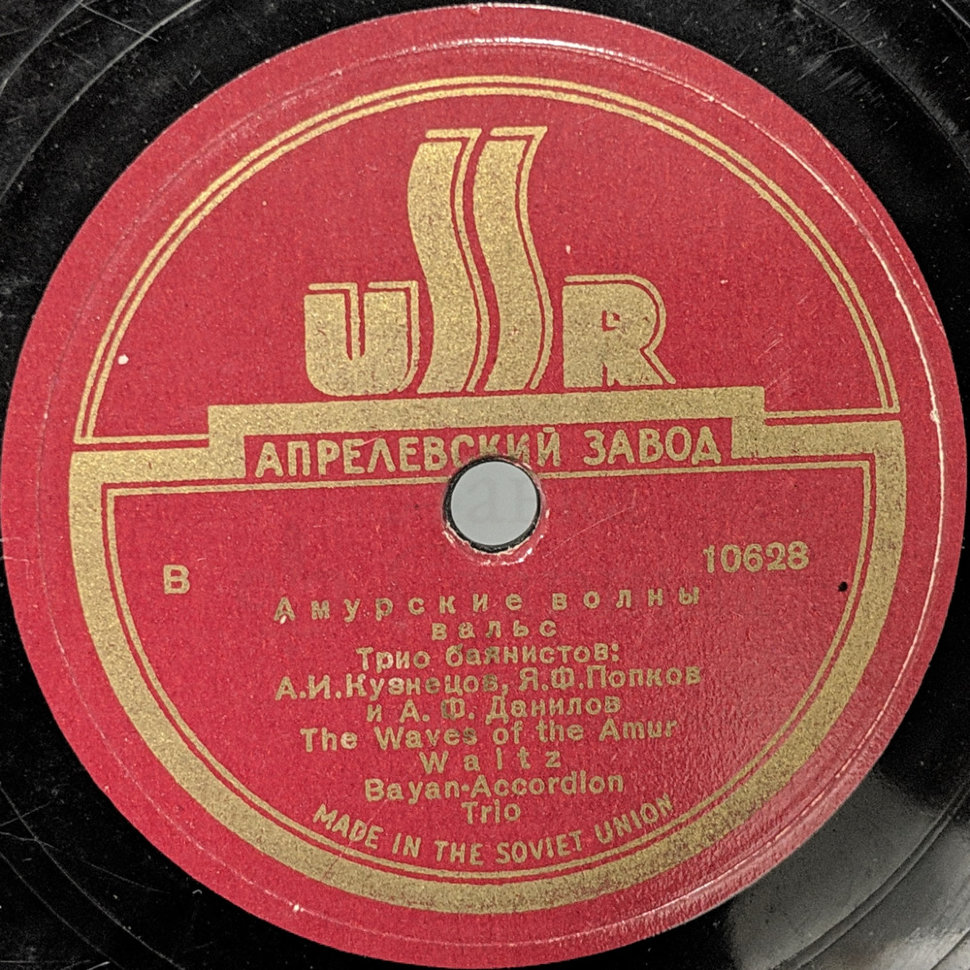 USSR
АПРЕЛЕВСКИЙ ЗАВОД
В 10628
Амурские волны
вальс
Трио баянистов:
А.И.Кузнецов, Я.Ф.Попков
и А. Ф. Данилов
The Waves of the Amur
Waltz
Bayan-Accordion
Trio
MADE IN THE SOVIET UNION